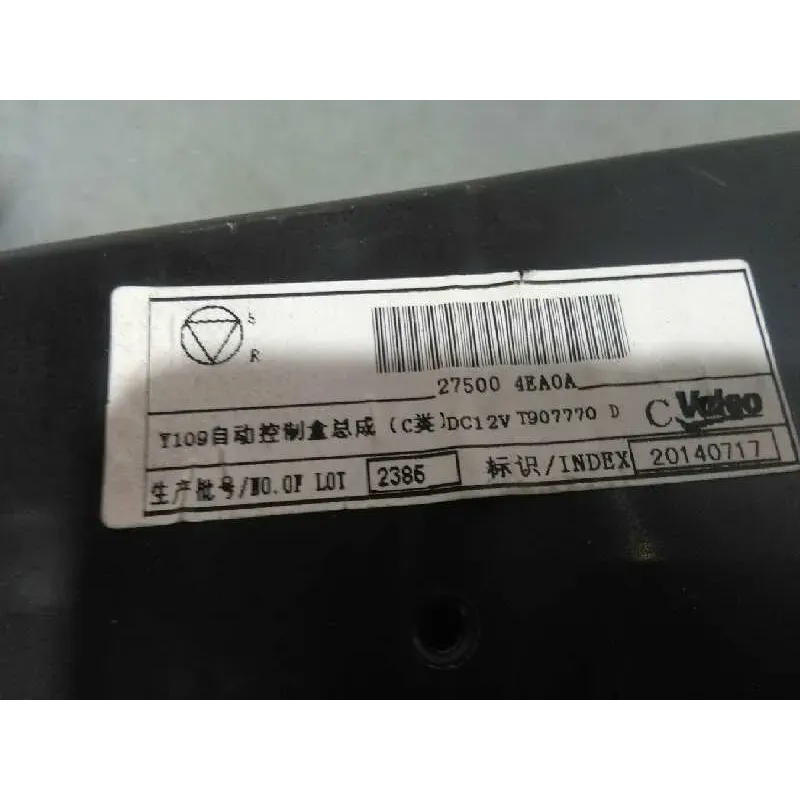 S
R
27500 4EA0A
Y109自动控制盒总成 (C类)DC12V T907770 D C Valeo
生产批号/NO.OF LOT 2385 标识/INDEX 20140717